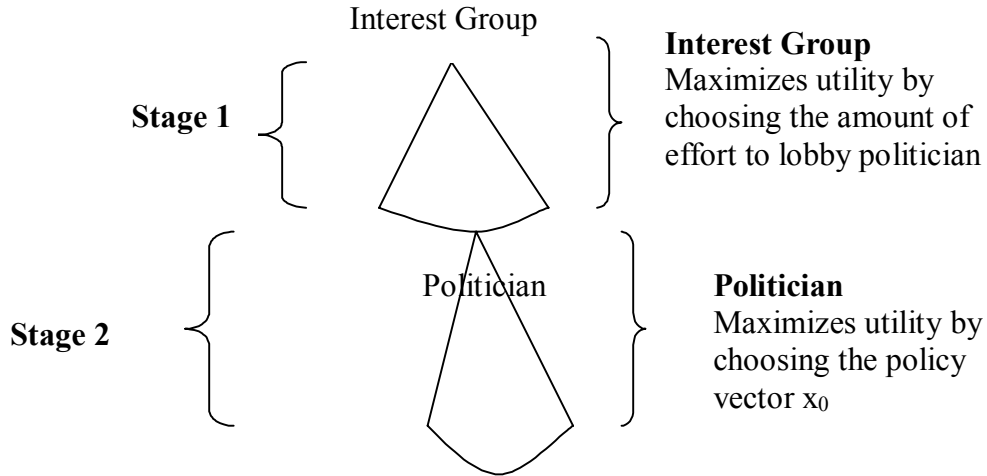 Interest Group
Interest Group
Maximizes utility by
choosing the amount of
effort to lobby politician
Stage 1
Politician
Politician
Maximizes utility by
choosing the policy
vector x₀
Stage 2